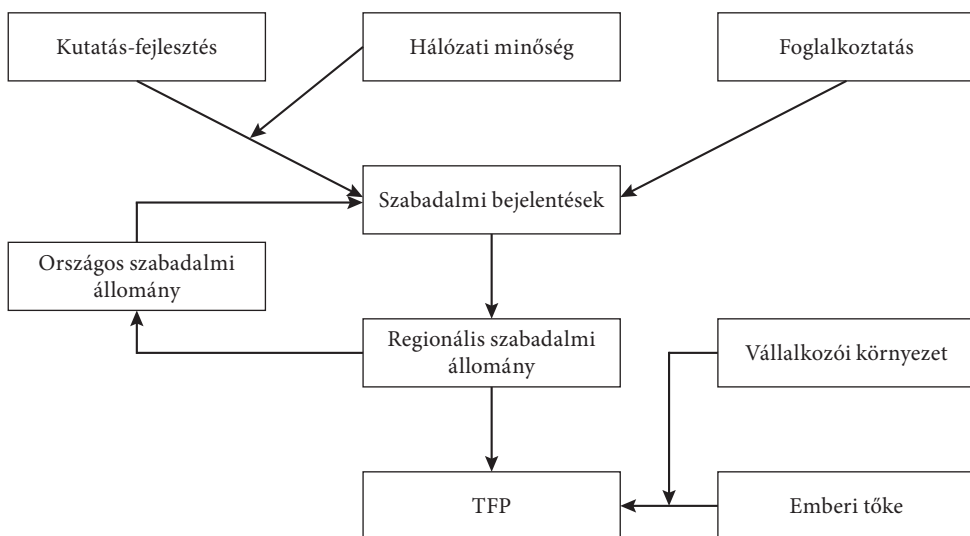 Kutatás-fejlesztés
Hálózati minőség
Foglalkoztatás
Szabadalmi bejelentések
Országos szabadalmi
állomány
Regionális szabadalmi
állomány
Vállalkozói környezet
TFP
Emberi tőke